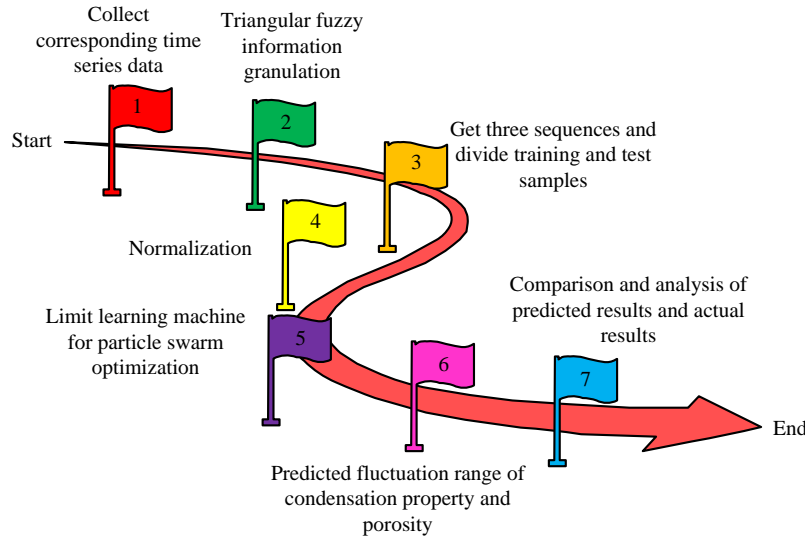 Collect
corresponding time
series data
Triangular fuzzy
information
granulation
1
2
Start
3
Get three sequences and
divide training and test
samples
4
Normalization
Comparison and analysis of
predicted results and actual
results
Limit learning machine
for particle swarm
optimization
5
6
7
End
Predicted fluctuation range of
condensation property and
porosity